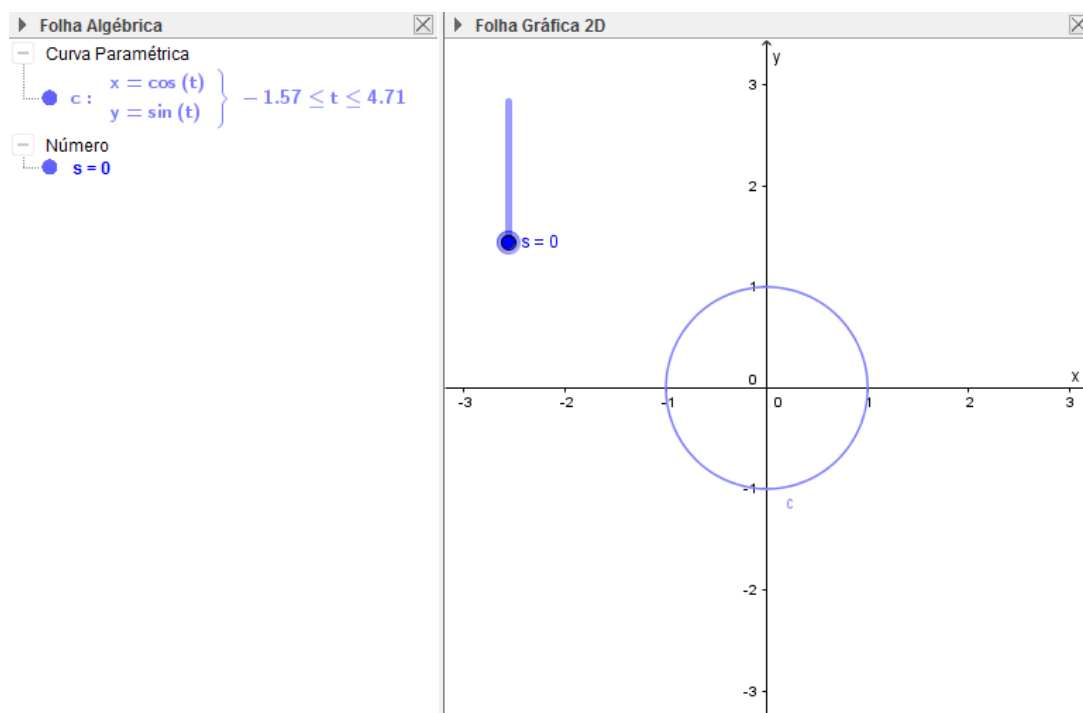 Folha Algébrica
Curva Paramétrica
c : x = cos (t)
y = sin (t) } − 1.57 ≤ t ≤ 4.71
Número
s = 0
Folha Gráfica 2D
y
3
2
s = 0
1
0
x
-3 -2 -1 0 1 2 3
-1
c
-2
-3